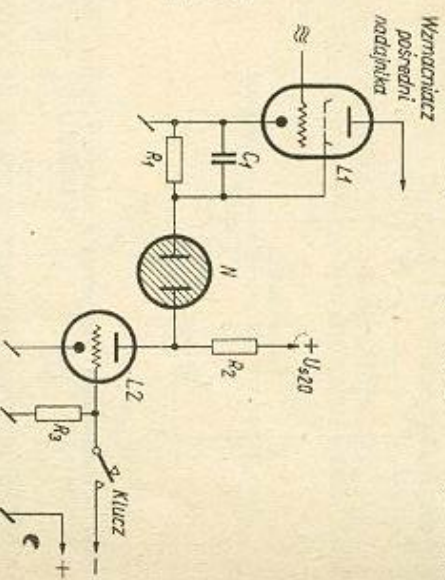 Wzmacniacz
pośredni
nadajnika
L1
C₁
R₁
N
+ Us20
R₂
L2
R₃
Klucz
−
+